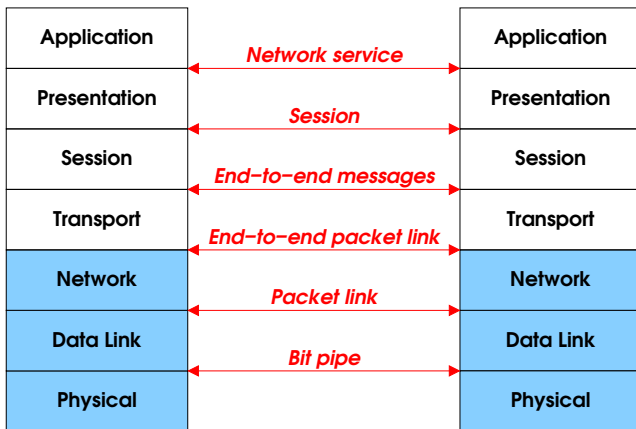 Application
Application
Network service
Presentation
Presentation
Session
Session
Session
End-to-end messages
Transport
Transport
End-to-end packet link
Network
Network
Packet link
Data Link
Data Link
Bit pipe
Physical
Physical